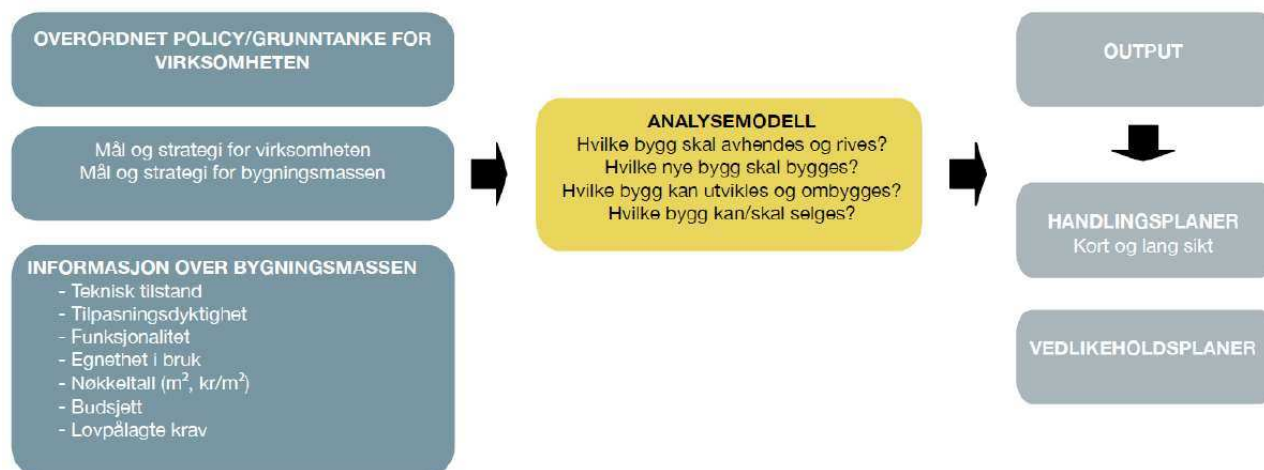 OVERORDNET POLICY/GRUNNTANKE FOR
VIRKSOMHETEN
Mål og strategi for virksomheten
Mål og strategi for bygningsmassen
INFORMASJON OVER BYGNINGSMASSEN
- Teknisk tilstand
- Tilpasningsdyktighet
- Funksjonalitet
- Egnethet i bruk
- Nøkkeltall (m², kr/m²)
- Budsjett
- Lovpålagte krav
ANALYSEMODELL
Hvilke bygg skal avhendes og rives?
Hvilke nye bygg skal bygges?
Hvilke bygg kan utvikles og ombygges?
Hvilke bygg kan/skal selges?
OUTPUT
HANDLINGSPLANER
Kort og lang sikt
VEDLIKEHOLDSPLANER